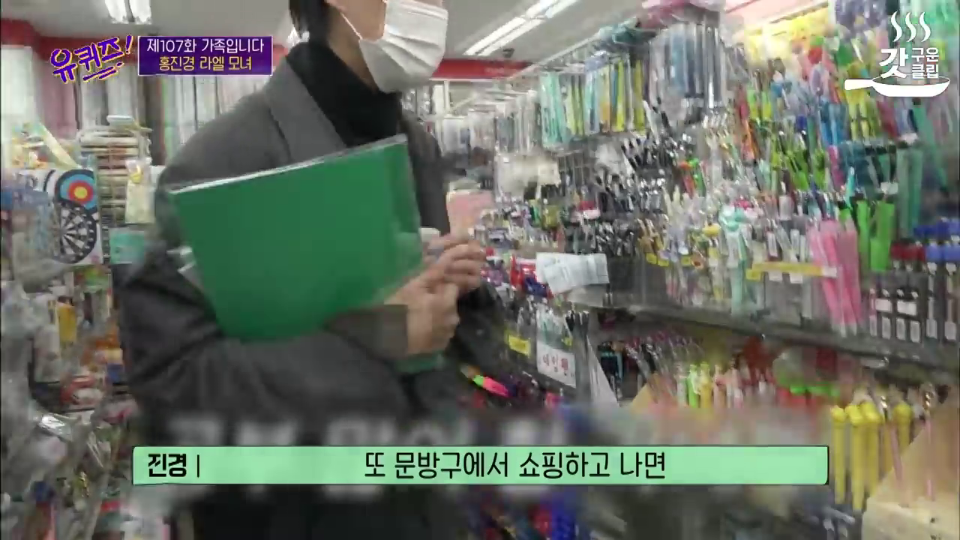 유퀴즈!
제107화 가족입니다
홍진경 라엘 모녀
갓구운클립
진경 | 또 문방구에서 쇼핑하고 나면